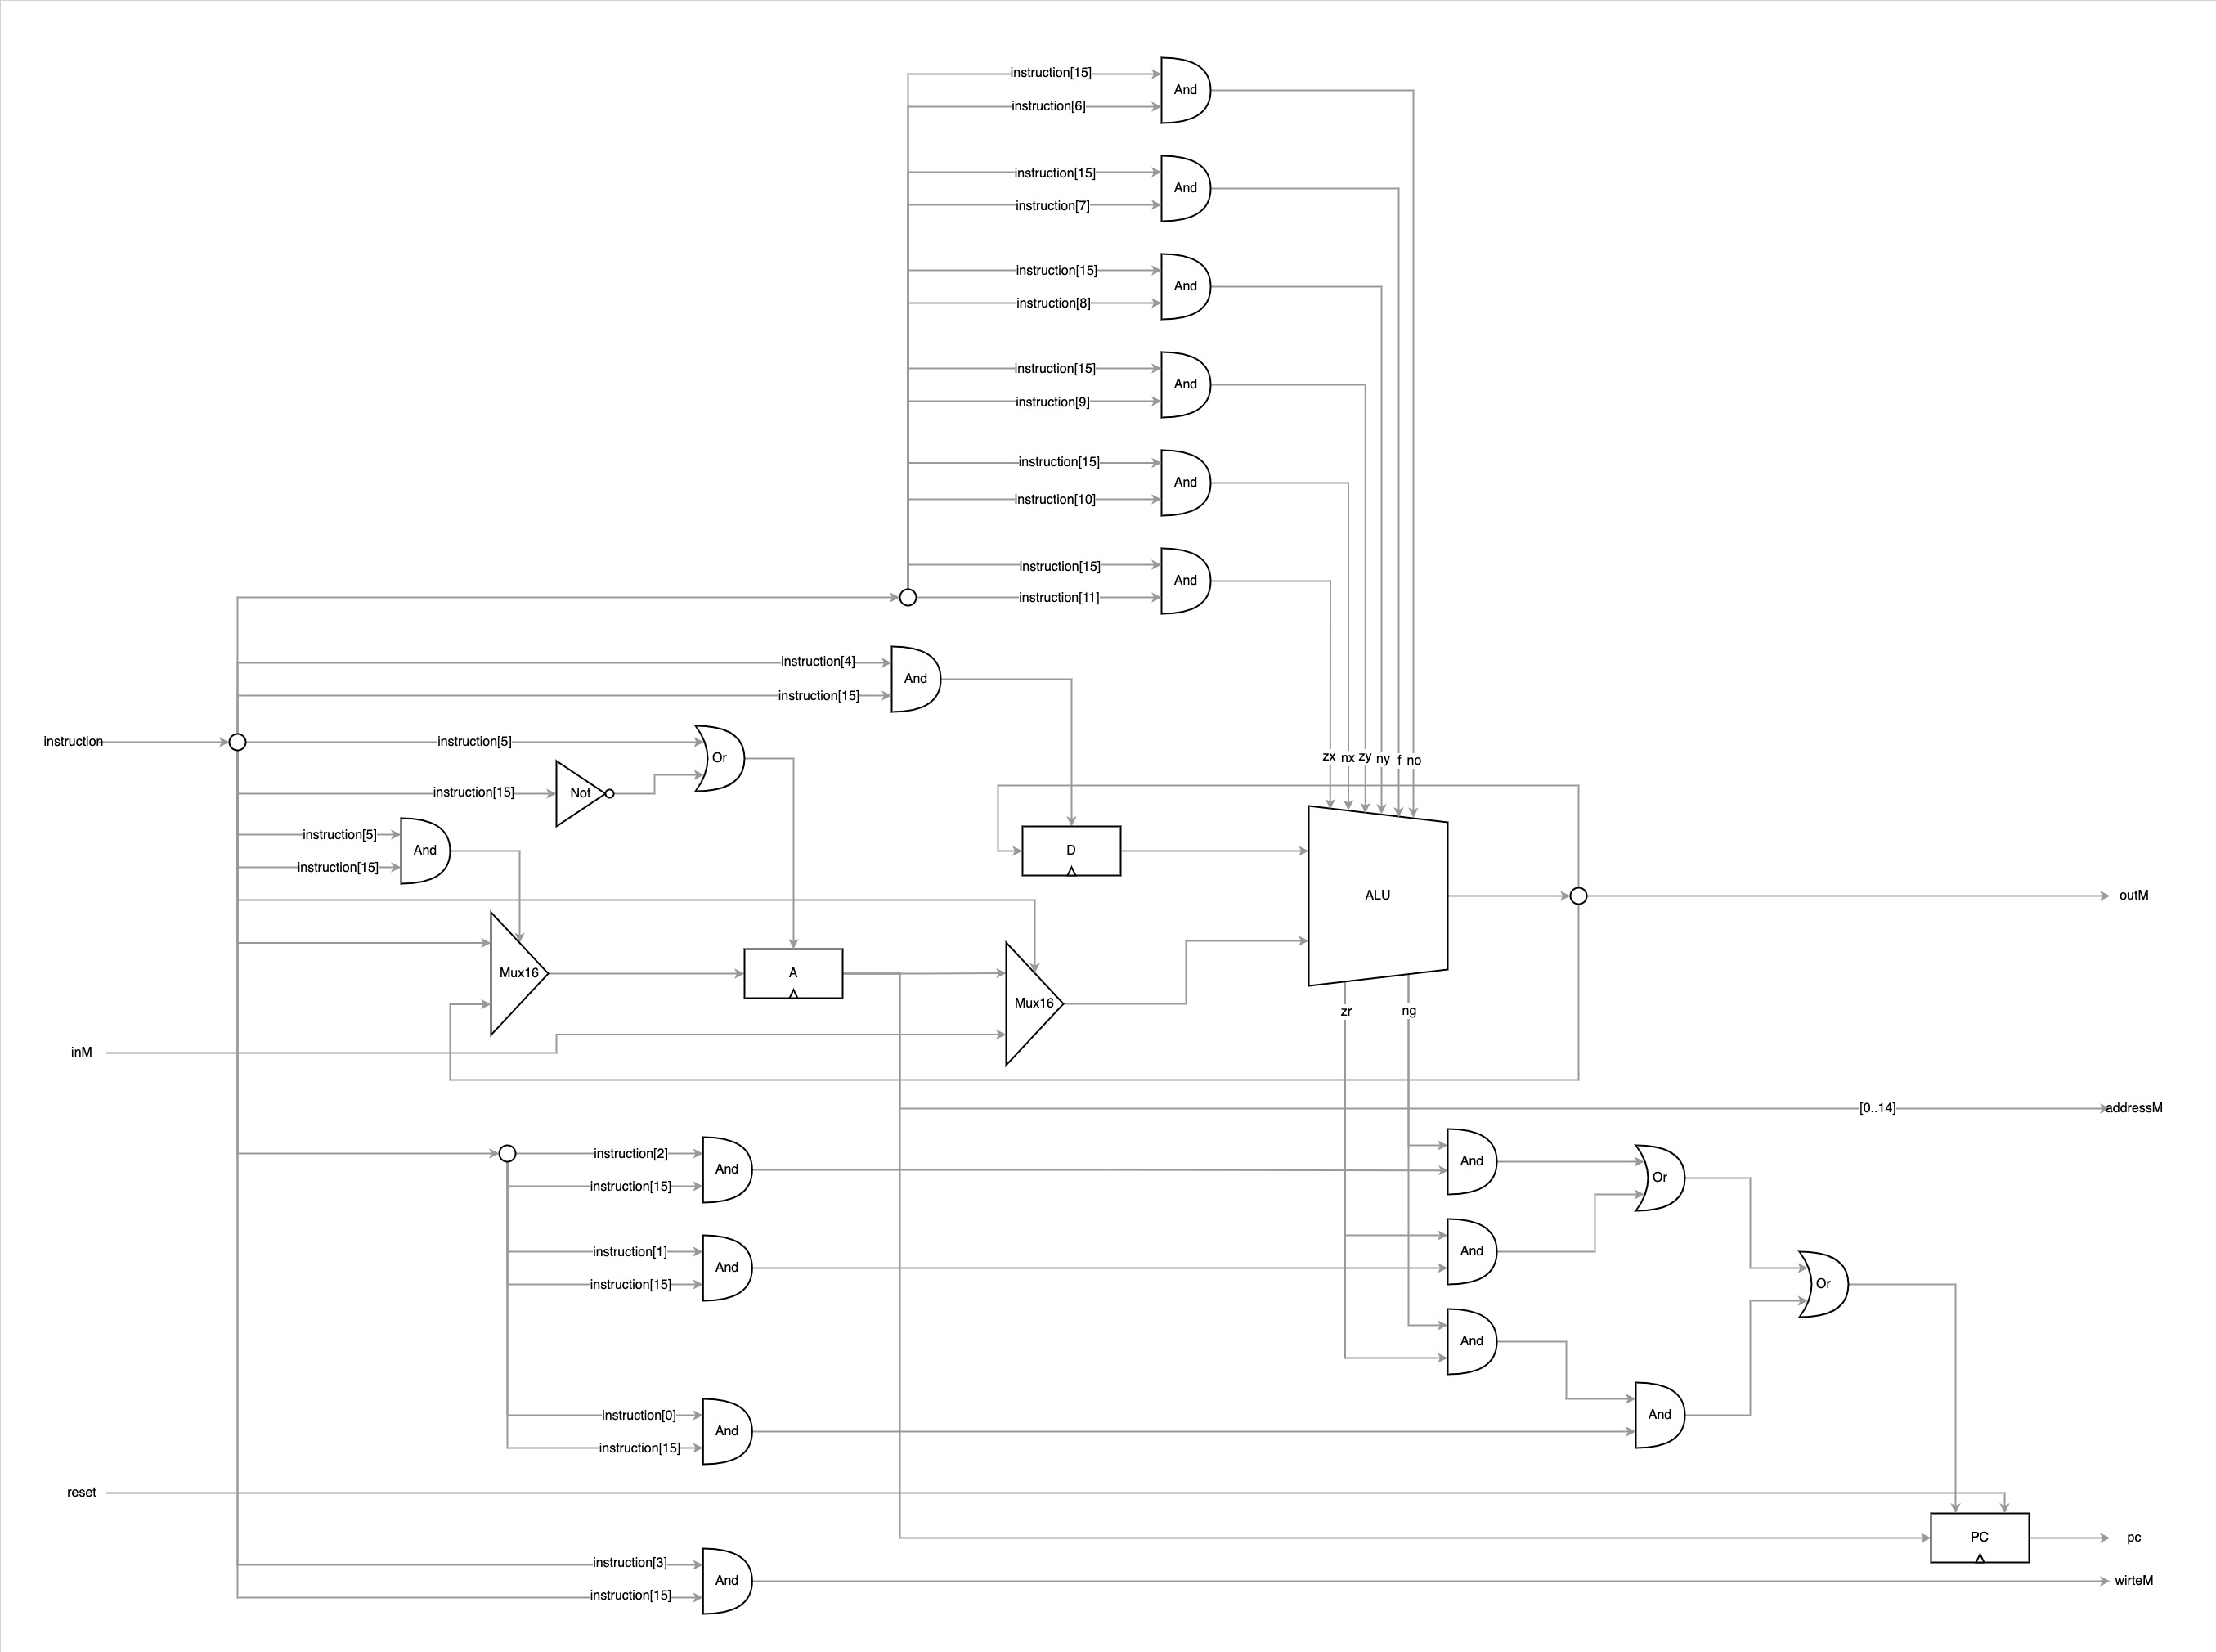 instruction[15]
And
instruction[6]
instruction[15]
And
instruction[7]
instruction[15]
And
instruction[8]
instruction[15]
And
instruction[9]
instruction[15]
And
instruction[10]
instruction[15]
And
instruction[11]
instruction[4]
And
instruction[15]
instruction
instruction[5]
Or
instruction[15]
Not
zx nx zy ny f no
instruction[5]
And
instruction[15]
D
ALU
outM
Mux16
A
Mux16
zr
ng
inM
[0..14]
addressM
instruction[2]
And
instruction[15]
And
Or
instruction[1]
And
instruction[15]
And
Or
And
instruction[0]
And
instruction[15]
And
reset
PC
pc
instruction[3]
And
instruction[15]
wirteM